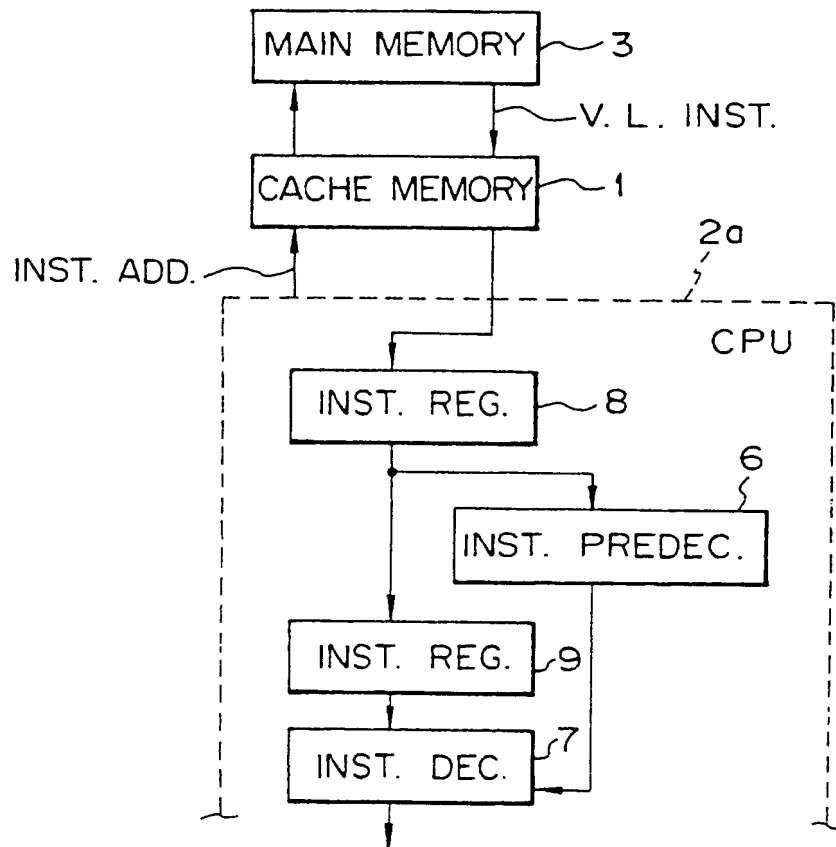 MAIN MEMORY
3
V. L. INST.
CACHE MEMORY
1
2a
INST. ADD.
CPU
INST. REG.
8
6
INST. PREDEC.
INST. REG.
9
7
INST. DEC.